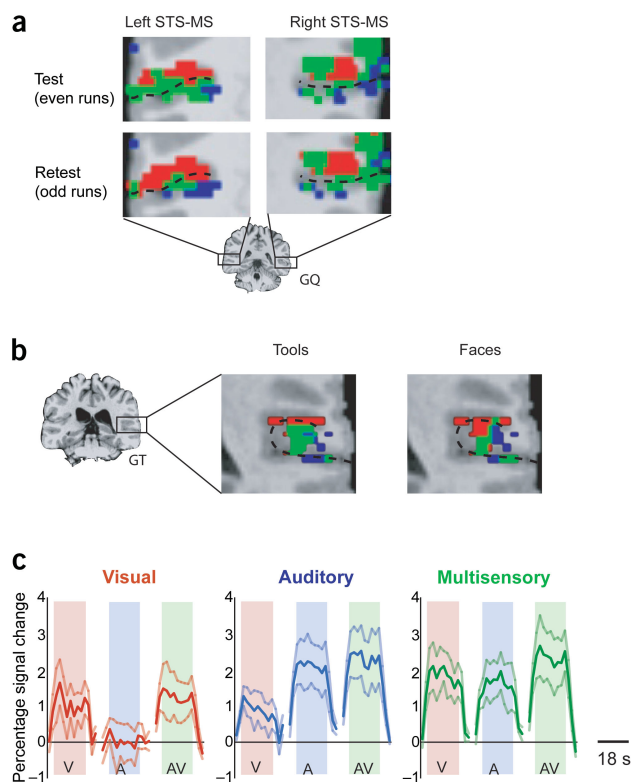 a
Left STS-MS Right STS-MS
Test
(even runs)
Retest
(odd runs)
GQ
b
Tools Faces
GT
c
Visual Auditory Multisensory
Percentage signal change
4 4 4
3 3 3
2 2 2
1 1 1
0 0 0
–1 –1 –1
V A AV V A AV V A AV
18 s